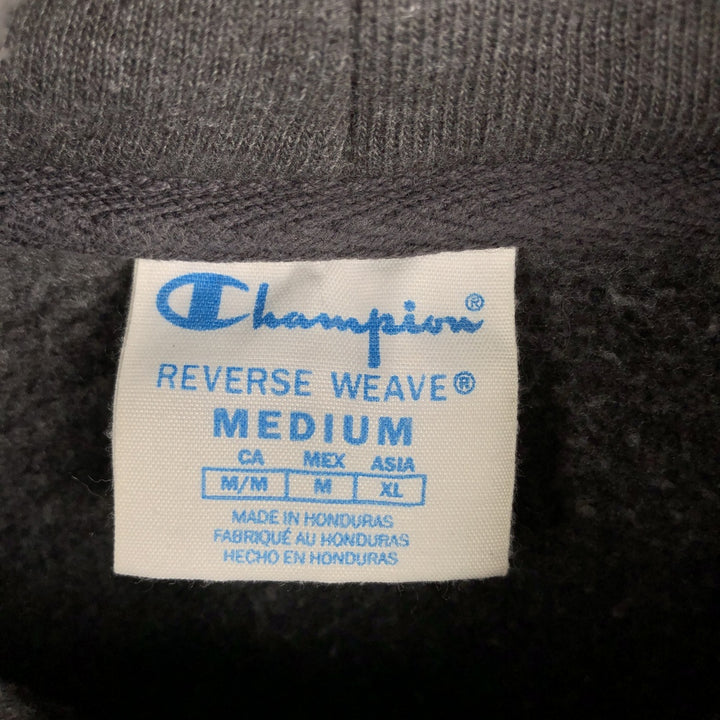 Champion®
REVERSE WEAVE®
MEDIUM
CA MEX ASIA
M/M M XL
MADE IN HONDURAS
FABRIQUÉ AU HONDURAS
HECHO EN HONDURAS